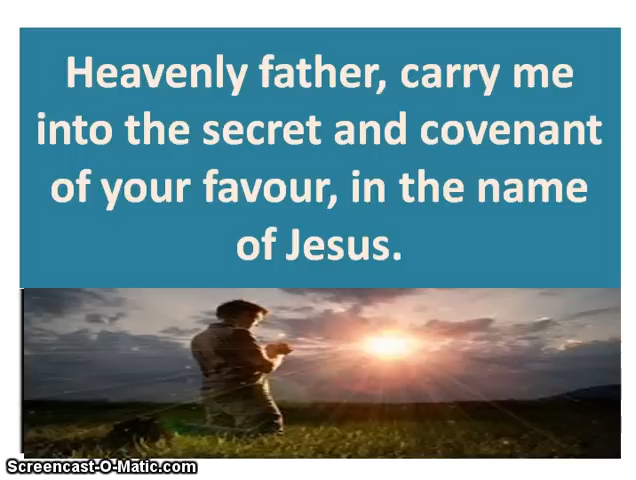 Heavenly father, carry me
into the secret and covenant
of your favour, in the name
of Jesus.
Screencast-O-Matic.com